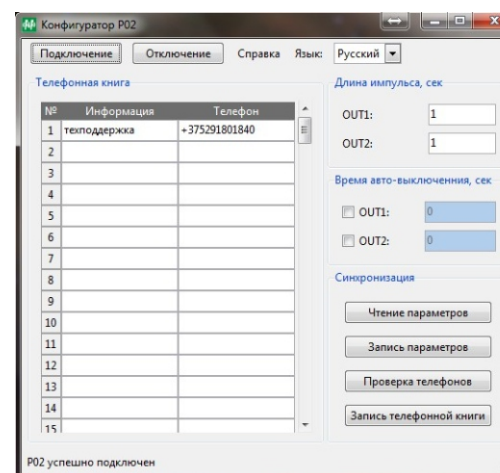 Конфигуратор P02
Подключение Отключение Справка Язык: Русский
Телефонная книга
№ Информация Телефон
1 техподдержка +375291801840
2
3
4
5
6
7
8
9
10
11
12
13
14
15
Длина импульса, сек
OUT1: 1
OUT2: 1
Время авто-выключенния, сек
OUT1: 0
OUT2: 0
Синхронизация
Чтение параметров
Запись параметров
Проверка телефонов
Запись телефонной книги
P02 успешно подключен